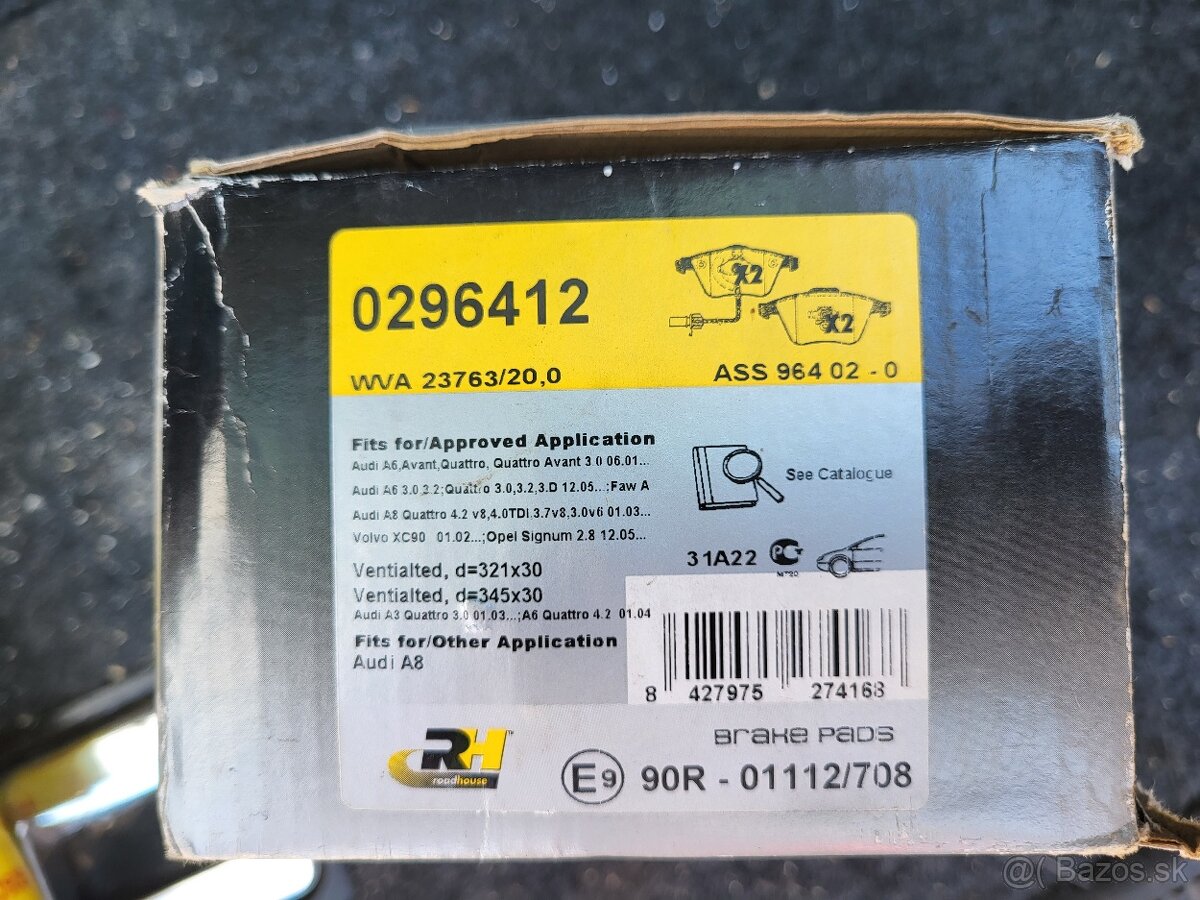 0296412
X2
X2
WVA 23763/20,0
ASS 964 02 - 0
Fits for/Approved Application
Audi A6,Avant,Quattro, Quattro Avant 3.0 06.01...
Audi A6 3.0 3.2;Quattro 3.0,3.2,3.D 12.05...;Faw A
Audi A8 Quattro 4.2 v8,4.0TDI,3.7v8,3.0v6 01.03...
Volvo XC90 01.02...;Opel Signum 2.8 12.05...
See Catalogue
31A22
Ventialted, d=321x30
Ventialted, d=345x30
Audi A3 Quattro 3.0 01.03...;A6 Quattro 4.2 01.04
Fits for/Other Application
Audi A8
8 427975 274168
RH
roadhouse
BRAKE PADS
E9 90R - 01112/708
@( Bazos.sk